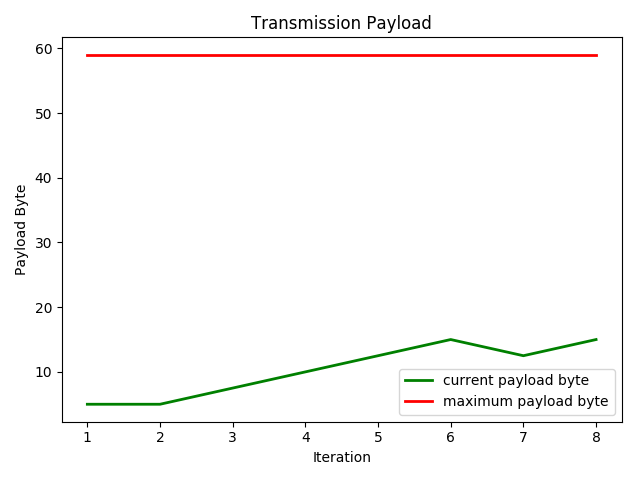 Transmission Payload
60
50
40
30
20
10
Payload Byte
current payload byte
maximum payload byte
1 2 3 4 5 6 7 8
Iteration